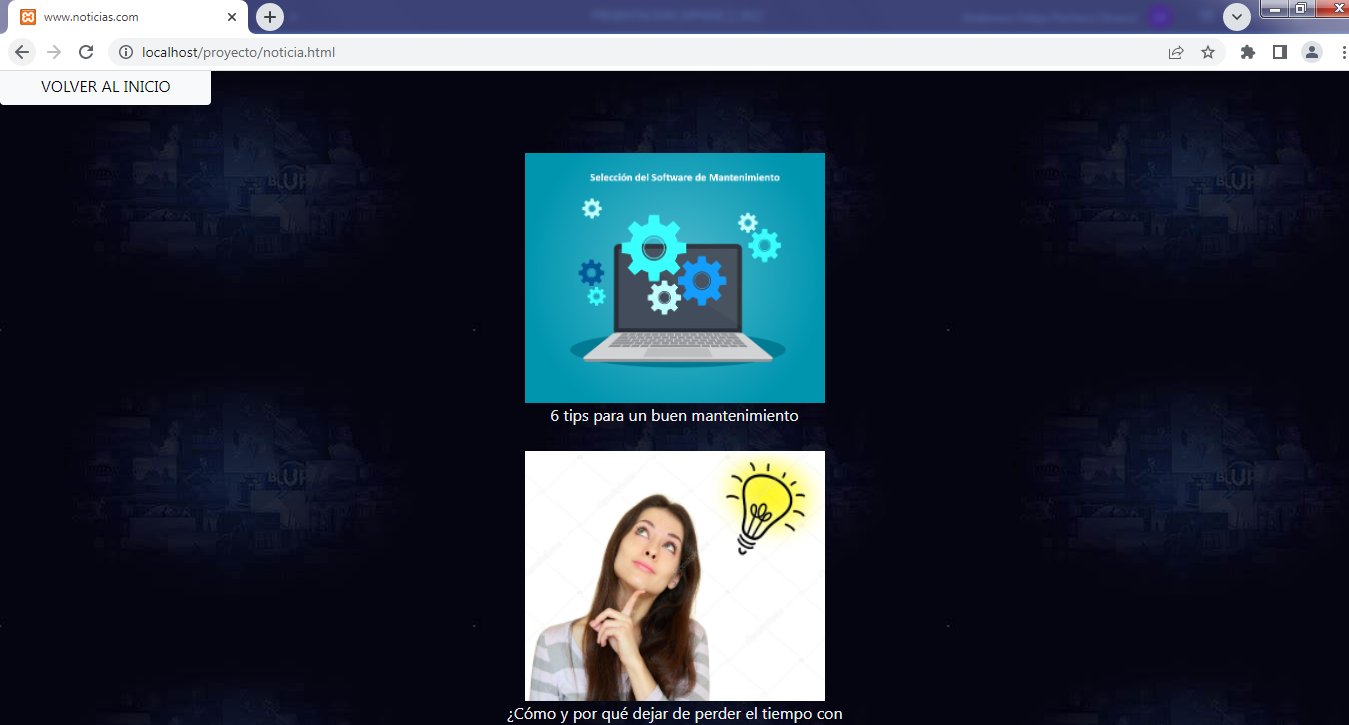 www.noticias.com
localhost/proyecto/noticia.html
VOLVER AL INICIO
Selección del Software de Mantenimiento
6 tips para un buen mantenimiento
¿Cómo y por qué dejar de perder el tiempo con